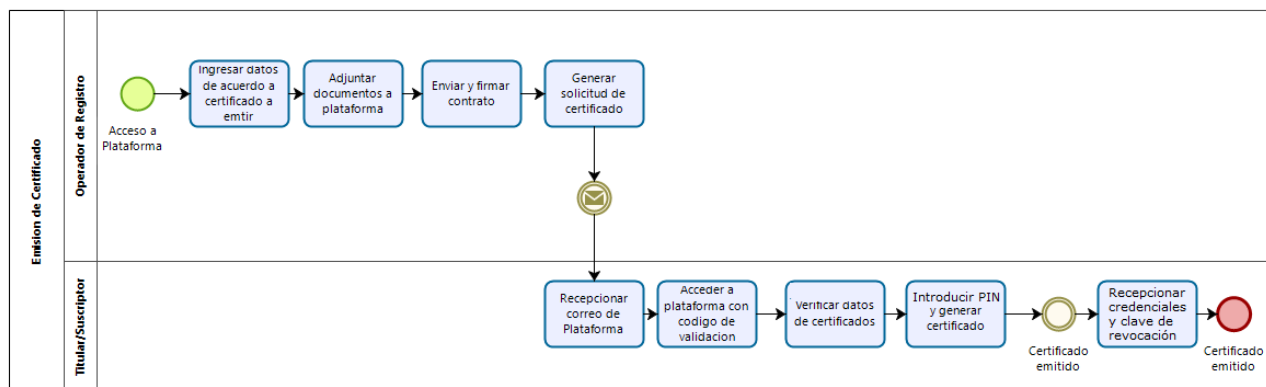 Emision de Certificado
Operador de Registro
Acceso a
Plataforma
Ingresar datos
de acuerdo a
certificado a
emtir
Adjuntar
documentos a
plataforma
Enviar y firmar
contrato
Generar
solicitud de
certificado
Titular/Suscriptor
Recepcionar
correo de
Plataforma
Acceder a
plataforma con
codigo de
validacion
Verificar datos
de certificados
Introducir PIN
y generar
certificado
Certificado
emitido
Recepcionar
credenciales
y clave de
revocación
Certificado
emitido